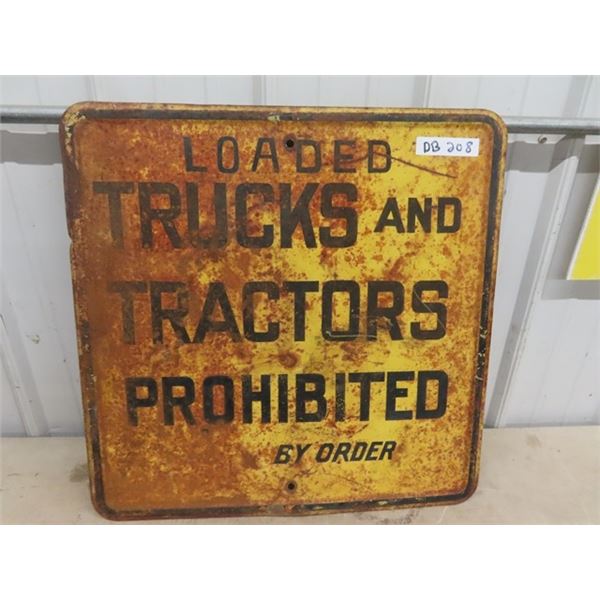 LOADED
DB 208
TRUCKS AND
TRACTORS
PROHIBITED
BY ORDER